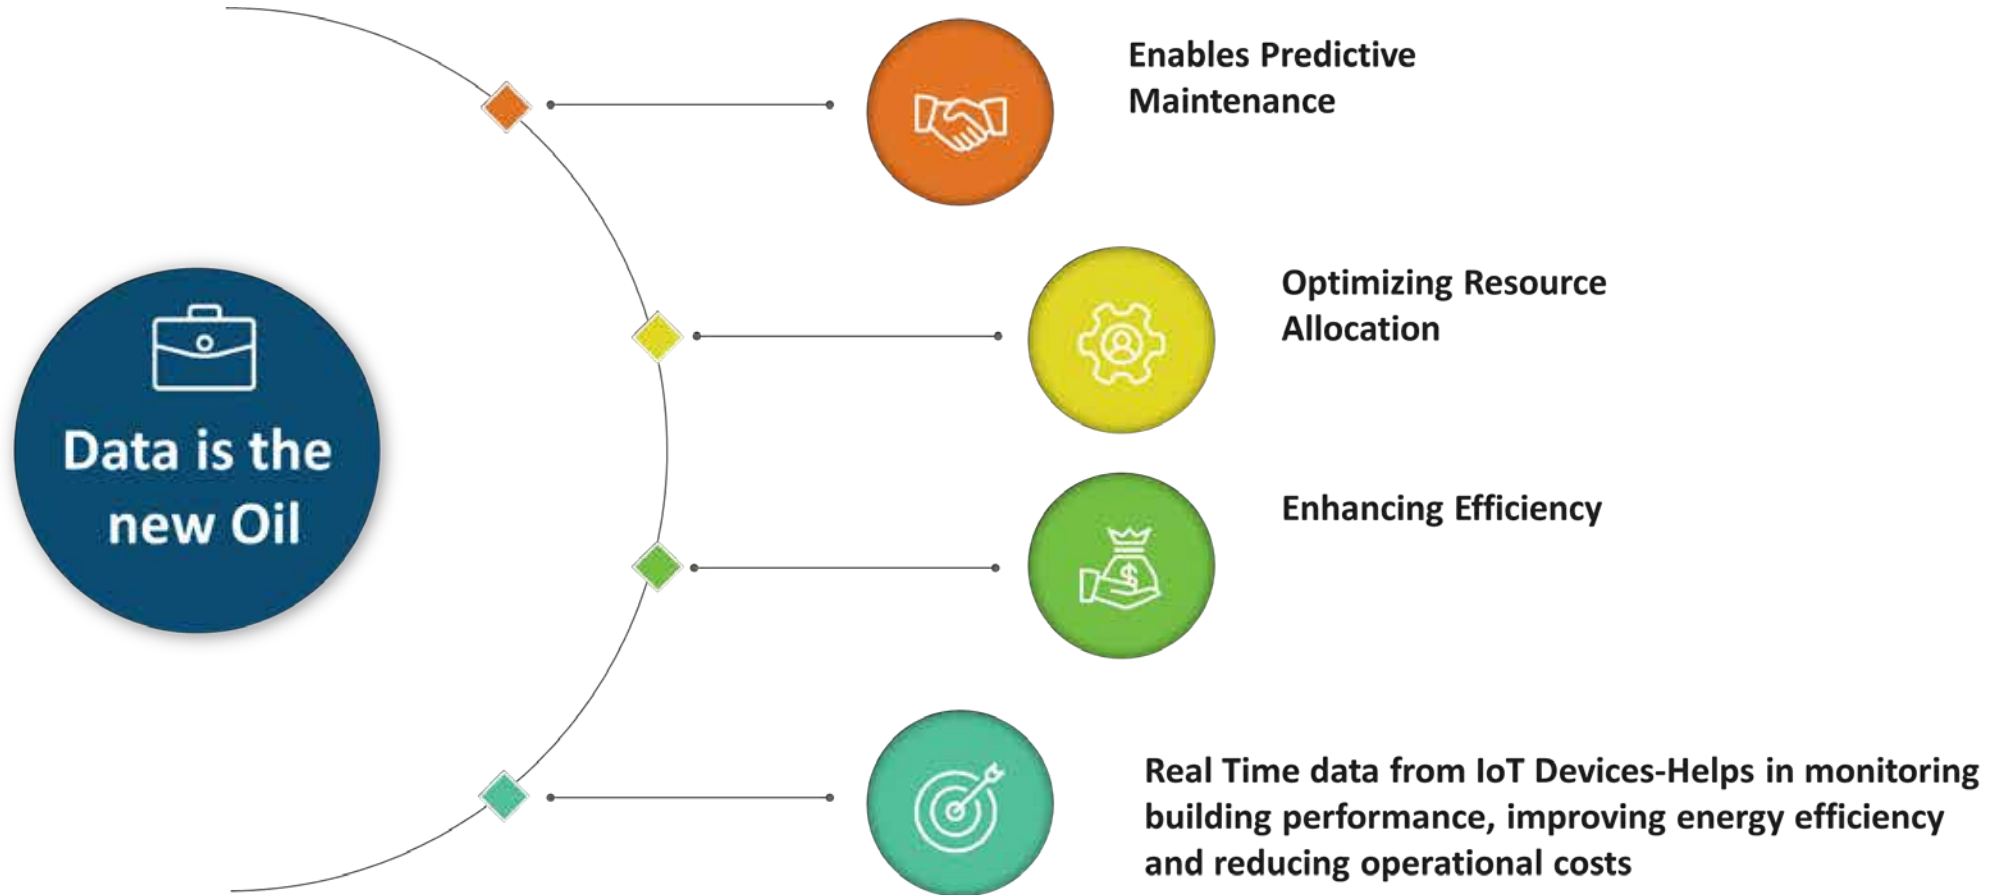 Data is the
new Oil
Enables Predictive
Maintenance
Optimizing Resource
Allocation
Enhancing Efficiency
Real Time data from IoT Devices-Helps in monitoring
building performance, improving energy efficiency
and reducing operational costs